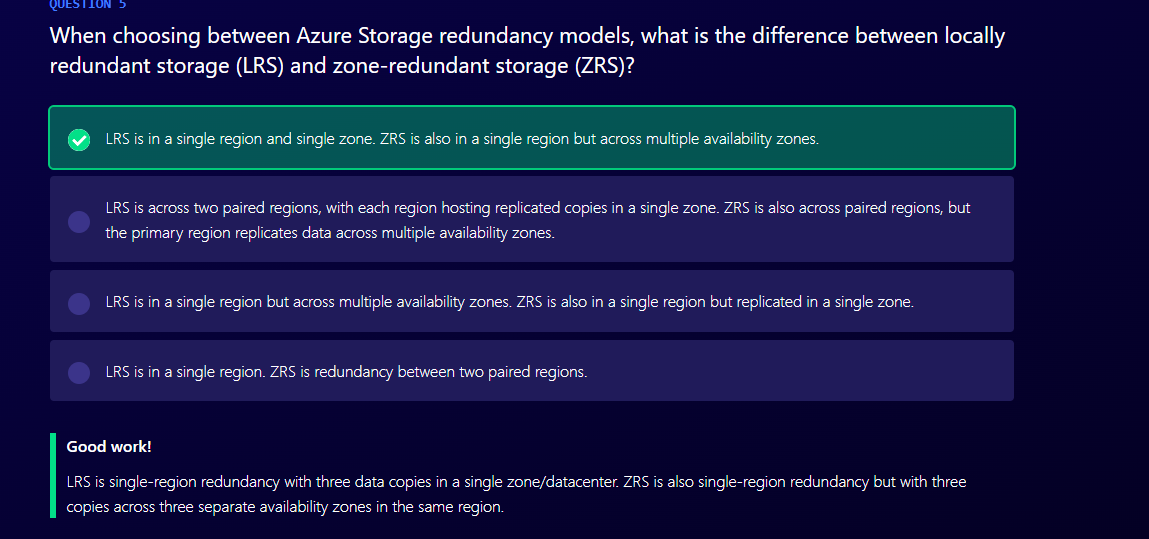 QUESTION 5
When choosing between Azure Storage redundancy models, what is the difference between locally
redundant storage (LRS) and zone-redundant storage (ZRS)?
LRS is in a single region and single zone. ZRS is also in a single region but across multiple availability zones.
LRS is across two paired regions, with each region hosting replicated copies in a single zone. ZRS is also across paired regions, but
the primary region replicates data across multiple availability zones.
LRS is in a single region but across multiple availability zones. ZRS is also in a single region but replicated in a single zone.
LRS is in a single region. ZRS is redundancy between two paired regions.
Good work!
LRS is single-region redundancy with three data copies in a single zone/datacenter. ZRS is also single-region redundancy but with three
copies across three separate availability zones in the same region.